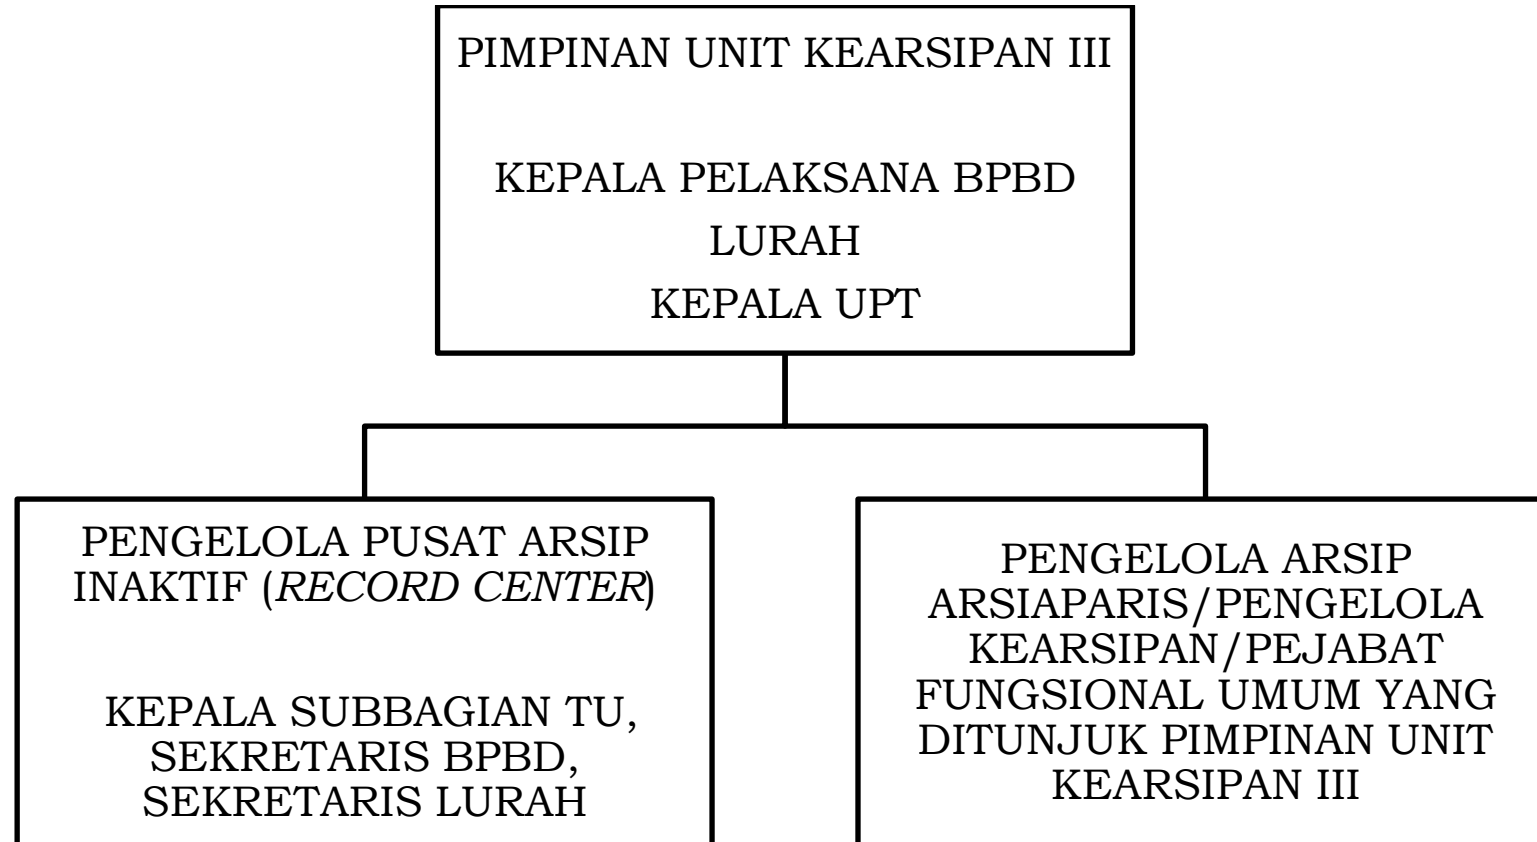 PIMPINAN UNIT KEARSIPAN III
KEPALA PELAKSANA BPBD
LURAH
KEPALA UPT
PENGELOLA PUSAT ARSIP
INAKTIF (RECORD CENTER)
KEPALA SUBBAGIAN TU,
SEKRETARIS BPBD,
SEKRETARIS LURAH
PENGELOLA ARSIP
ARSIAPARIS/PENGELOLA
KEARSIPAN/PEJABAT
FUNGSIONAL UMUM YANG
DITUNJUK PIMPINAN UNIT
KEARSIPAN III